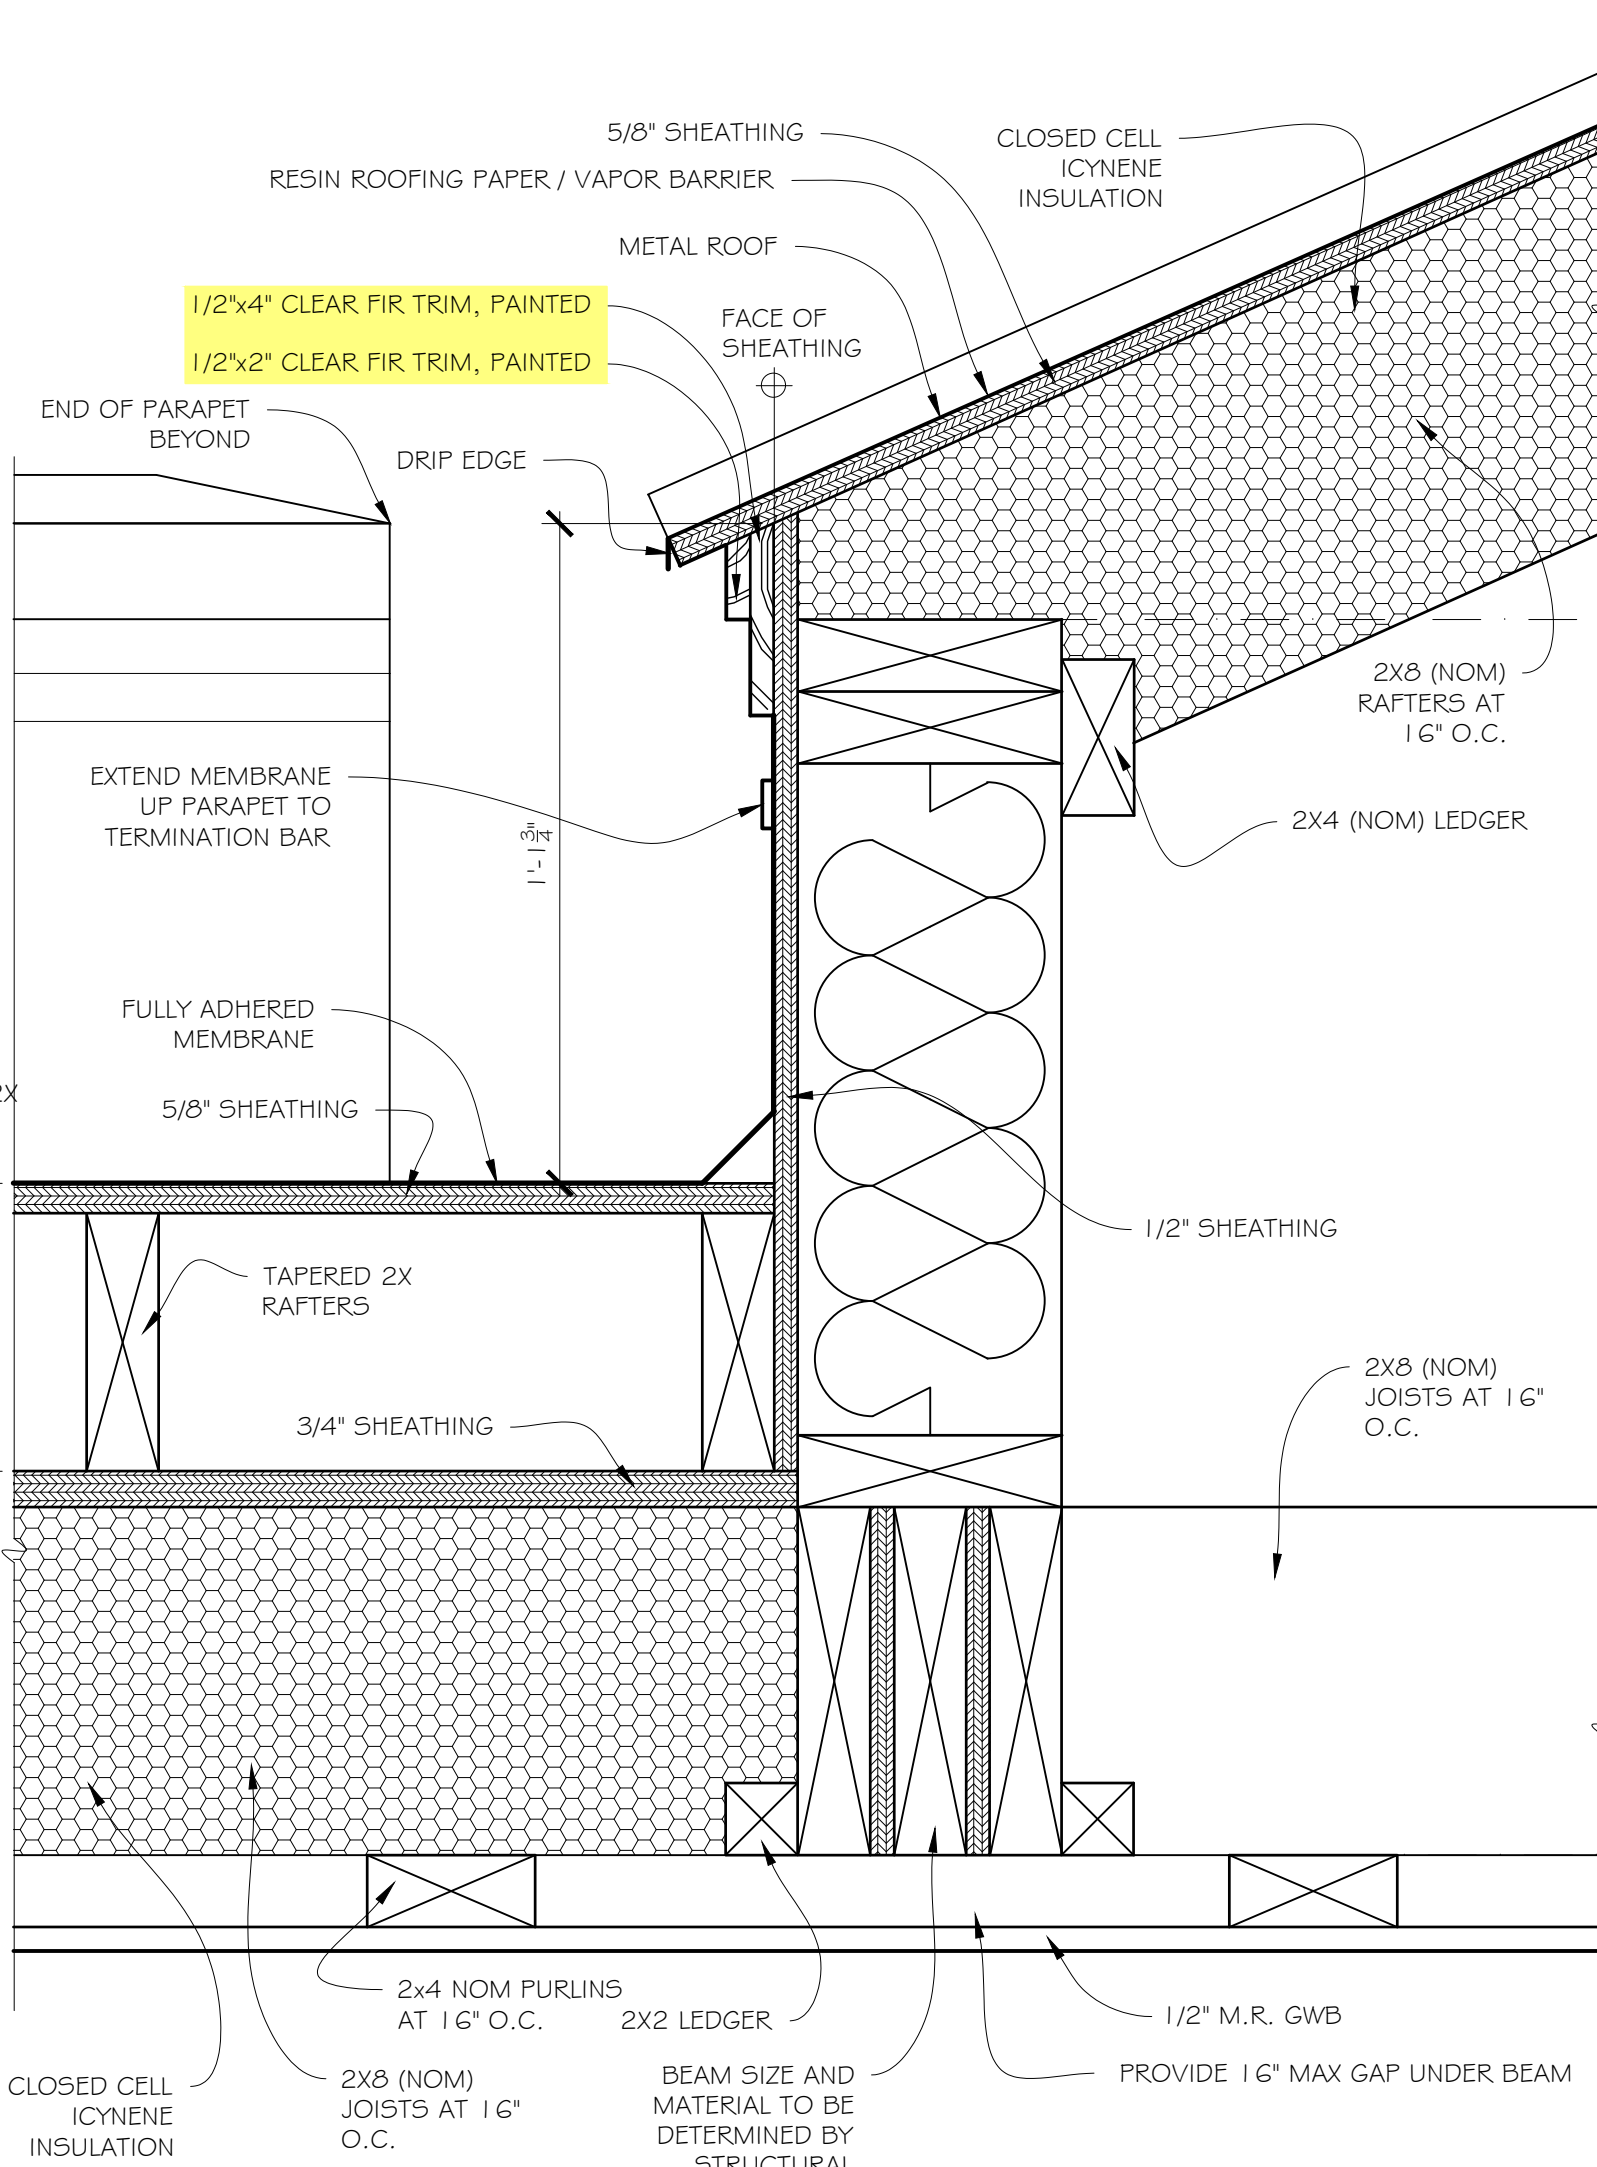 5/8" SHEATHING
RESIN ROOFING PAPER / VAPOR BARRIER
METAL ROOF
CLOSED CELL
ICYNENE
INSULATION
1/2"x4" CLEAR FIR TRIM, PAINTED
1/2"x2" CLEAR FIR TRIM, PAINTED
FACE OF
SHEATHING
END OF PARAPET
BEYOND
DRIP EDGE
2X8 (NOM)
RAFTERS AT
16" O.C.
EXTEND MEMBRANE
UP PARAPET TO
TERMINATION BAR
1'-1 3/4"
2X4 (NOM) LEDGER
FULLY ADHERED
MEMBRANE
2X
5/8" SHEATHING
1/2" SHEATHING
TAPERED 2X
RAFTERS
2X8 (NOM)
JOISTS AT 16"
O.C.
3/4" SHEATHING
2x4 NOM PURLINS
AT 16" O.C.
2X2 LEDGER
1/2" M.R. GWB
PROVIDE 16" MAX GAP UNDER BEAM
CLOSED CELL
ICYNENE
INSULATION
2X8 (NOM)
JOISTS AT 16"
O.C.
BEAM SIZE AND
MATERIAL TO BE
DETERMINED BY
STRUCTURAL